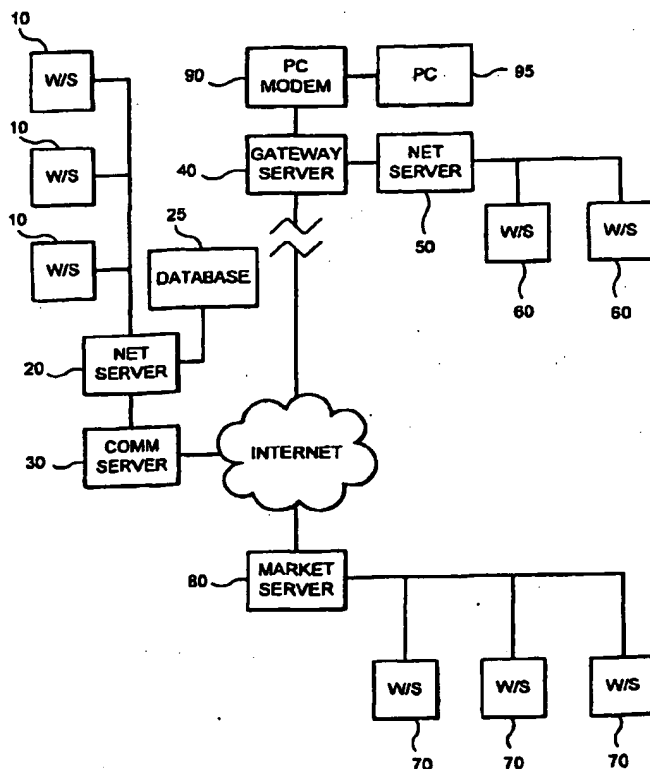 10
W/S
10
W/S
10
W/S
25
DATABASE
NET
SERVER
20
COMM
SERVER
30
90
PC
MODEM
PC
95
GATEWAY
SERVER
40
NET
SERVER
50
W/S
60
W/S
60
INTERNET
MARKET
SERVER
80
W/S
70
W/S
70
W/S
70